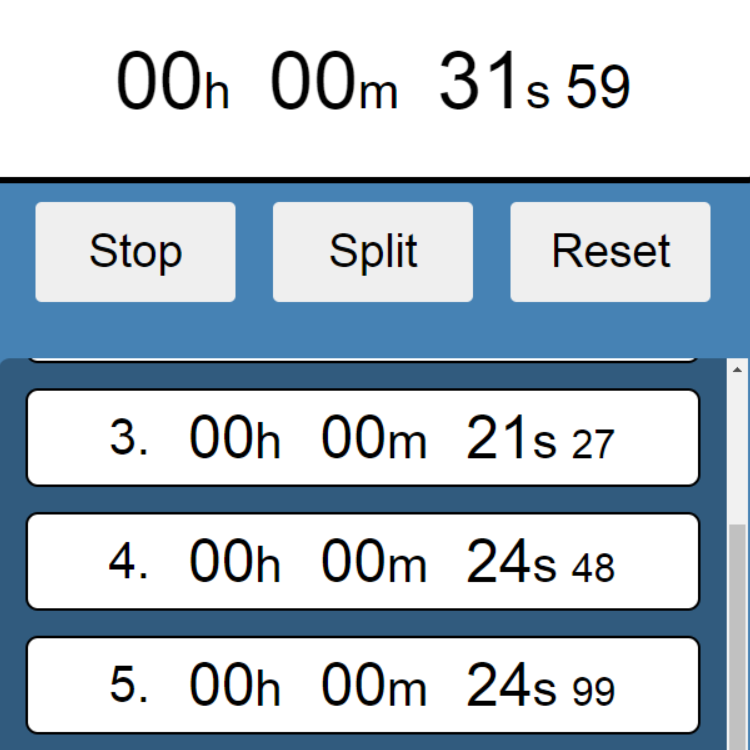 00h 00m 31s 59
Stop Split Reset
3. 00h 00m 21s 27
4. 00h 00m 24s 48
5. 00h 00m 24s 99